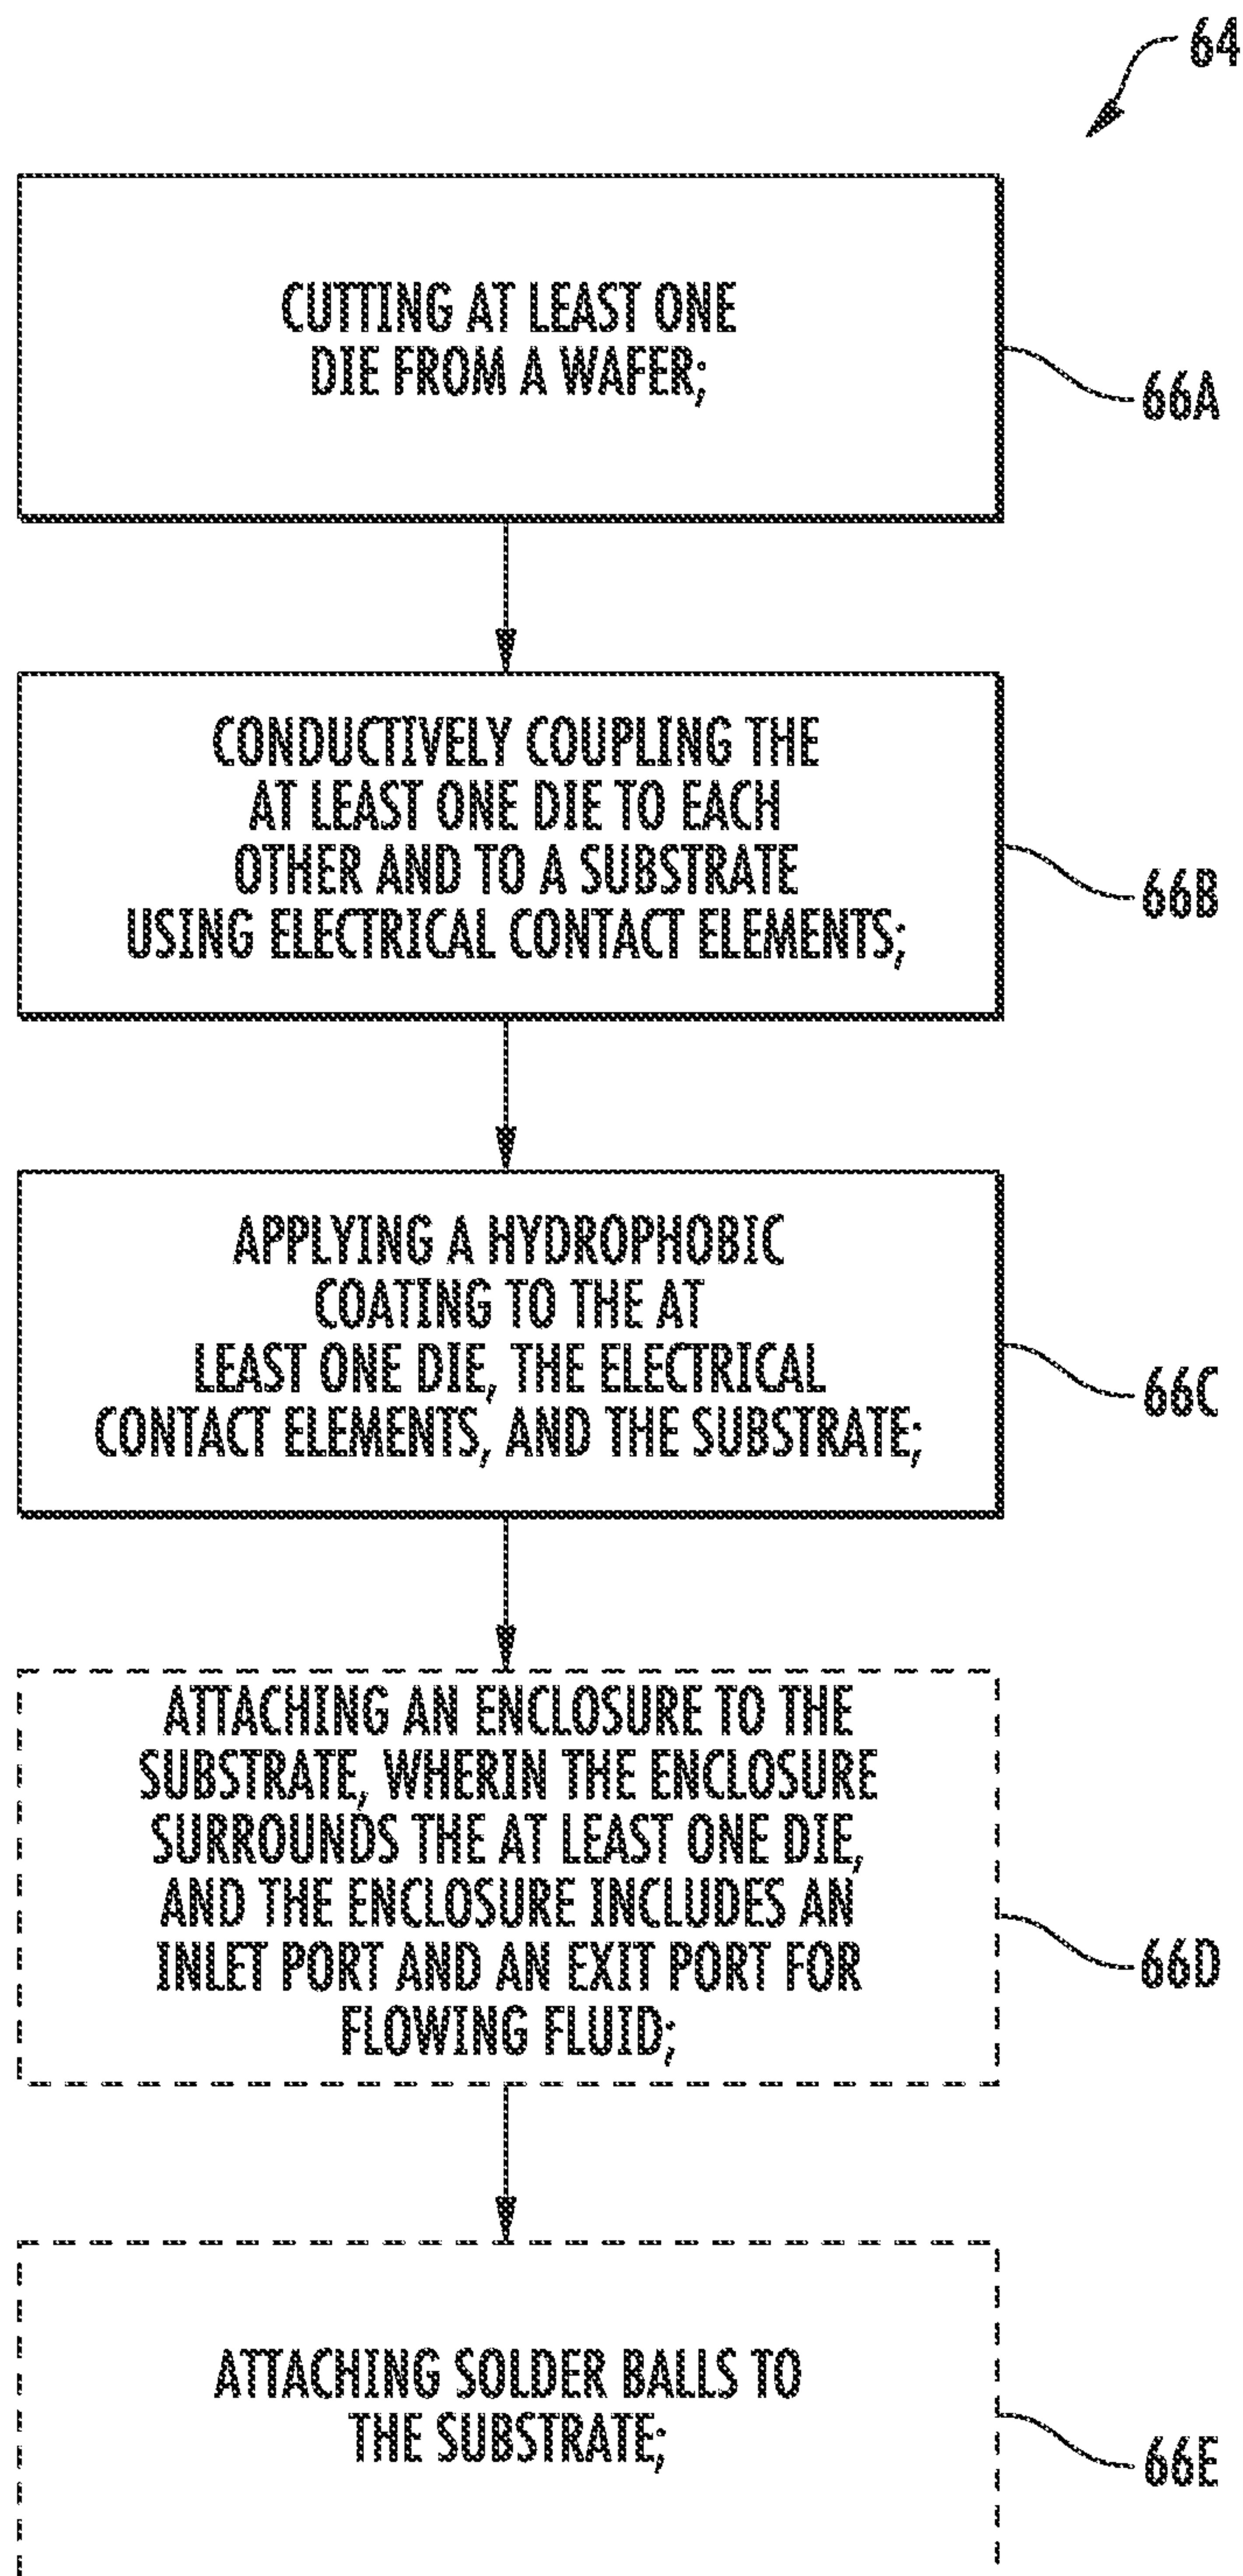 64
CUTTING AT LEAST ONE
DIE FROM A WAFER;
66A
CONDUCTIVELY COUPLING THE
AT LEAST ONE DIE TO EACH
OTHER AND TO A SUBSTRATE
USING ELECTRICAL CONTACT ELEMENTS;
66B
APPLYING A HYDROPHOBIC
COATING TO THE AT
LEAST ONE DIE, THE ELECTRICAL
CONTACT ELEMENTS, AND THE SUBSTRATE;
66C
ATTACHING AN ENCLOSURE TO THE
SUBSTRATE, WHERIN THE ENCLOSURE
SURROUNDS THE AT LEAST ONE DIE,
AND THE ENCLOSURE INCLUDES AN
INLET PORT AND AN EXIT PORT FOR
FLOWING FLUID;
66D
ATTACHING SOLDER BALLS TO
THE SUBSTRATE;
66E